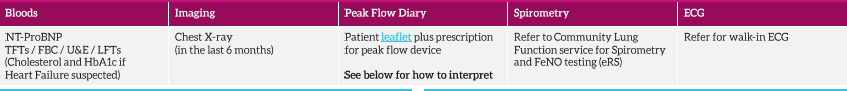 Bloods
Imaging
Peak Flow Diary
Spirometry
ECG
NT-ProBNP
TFTs / FBC / U&E / LFTs
(Cholesterol and HbA1c if
Heart Failure suspected)
Chest X-ray
(in the last 6 months)
Patient leaflet plus prescription
for peak flow device
See below for how to interpret
Refer to Community Lung
Function service for Spirometry
and FeNO testing (eRS)
Refer for walk-in ECG